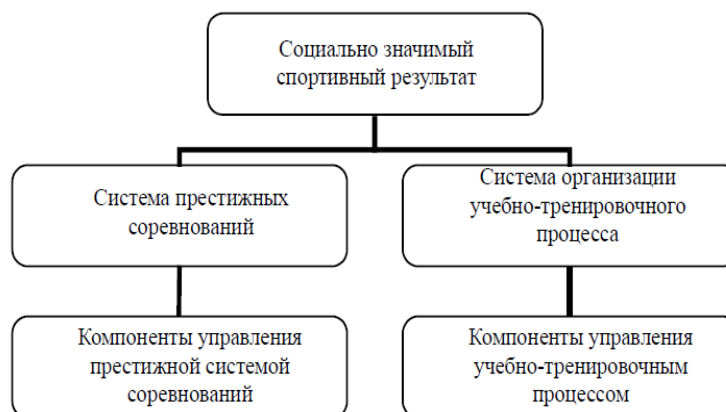 Социально значимый
спортивный результат
Система престижных
соревнований
Система организации
учебно-тренировочного
процесса
Компоненты управления
престижной системой
соревнований
Компоненты управления
учебно-тренировочным
процессом